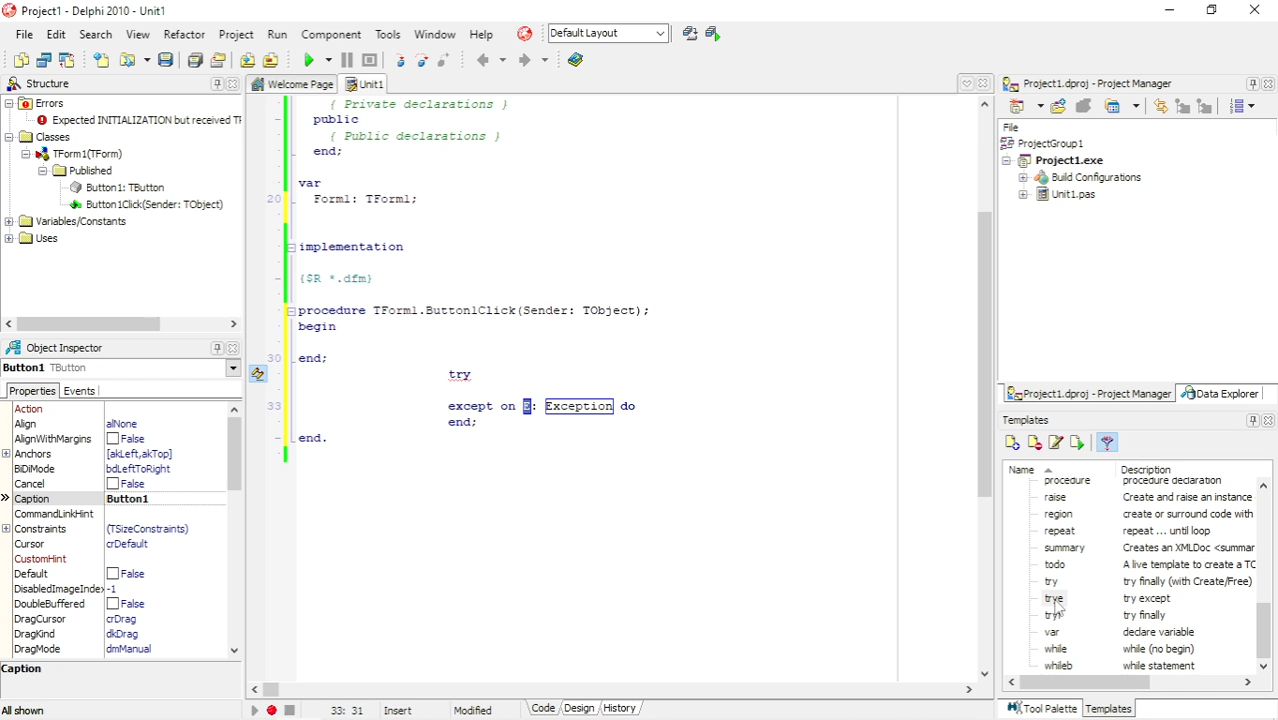 Project1 - Delphi 2010 - Unit1
File Edit Search View Refactor Project Run Component Tools Window Help
Default Layout
Structure
Errors
Expected INITIALIZATION but received TF
Classes
TForm1(TForm)
Published
Button1: TButton
Button1Click(Sender: TObject)
Variables/Constants
Uses
Object Inspector
Button1 TButton
Properties Events
Action
Align alNone
AlignWithMargins False
Anchors [akLeft,akTop]
BiDiMode bdLeftToRight
Cancel False
Caption Button1
CommandLinkHint
Constraints (TSizeConstraints)
Cursor crDefault
CustomHint
Default False
DisabledImageIndex -1
DoubleBuffered False
DragCursor crDrag
DragKind dkDrag
DragMode dmManual
Caption
All shown
Welcome Page Unit1
{ Private declarations }
public
{ Public declarations }
end;
var
20 Form1: TForm1;
implementation
{$R *.dfm}
procedure TForm1.Button1Click(Sender: TObject);
begin
30 end;
try
33 except on E: Exception do
end;
end.
33: 31 Insert Modified Code Design History
Project1.dproj - Project Manager
File
ProjectGroup1
Project1.exe
Build Configurations
Unit1.pas
Project1.dproj - Project Manager Data Explorer
Templates
Name Description
procedure procedure declaration
raise Create and raise an instance
region create or surround code with
repeat repeat ... until loop
summary Creates an XMLDoc <summar
todo A live template to create a TO
try try finally (with Create/Free)
trye try except
tryf try finally
var declare variable
while while (no begin)
whileb while statement
Tool Palette Templates